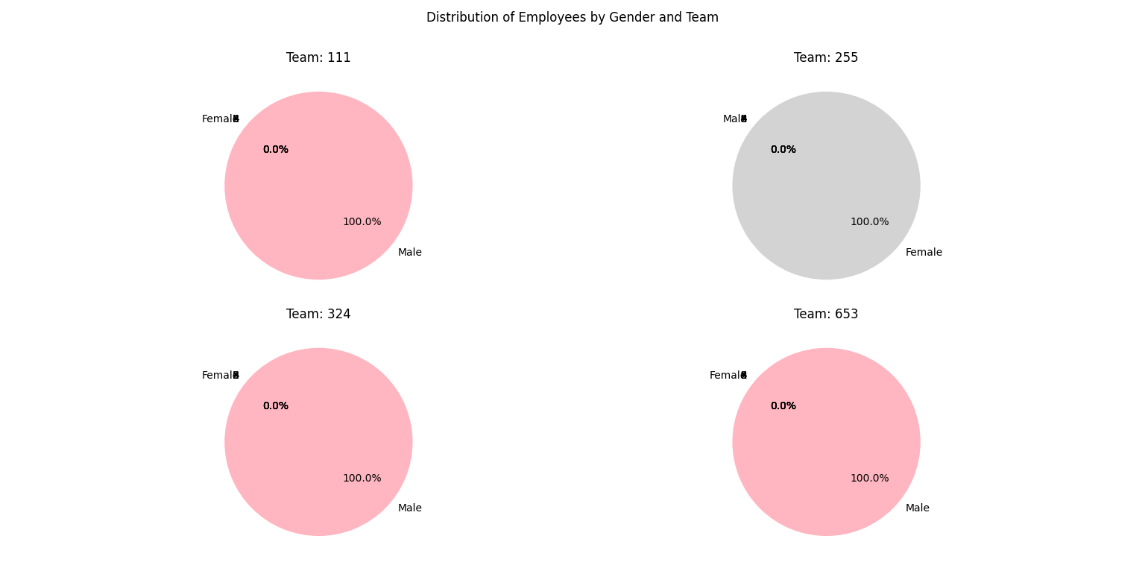 Distribution of Employees by Gender and Team
Team: 111
Female
0.0%
100.0%
Male
Team: 255
Male
0.0%
100.0%
Female
Team: 324
Female
0.0%
100.0%
Male
Team: 653
Female
0.0%
100.0%
Male